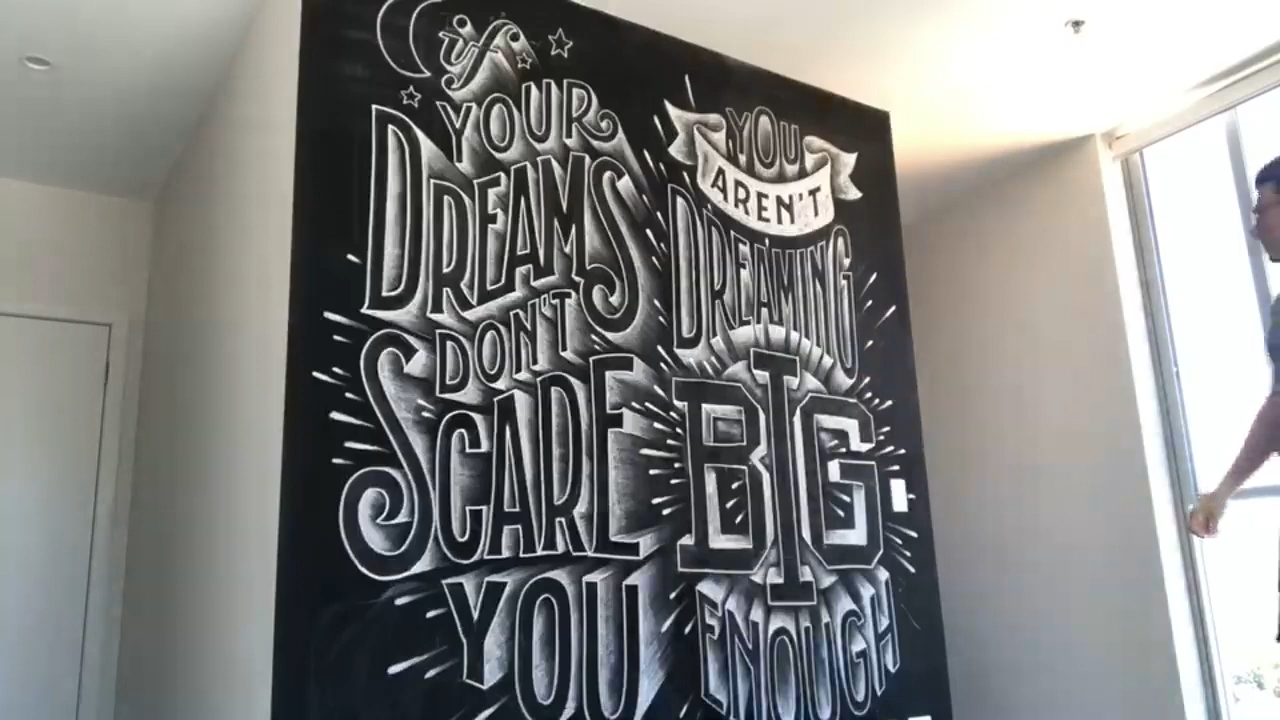 if
YOUR
DREAMS
DON'T
SCARE
YOU
YOU
AREN'T
DREAMING
BIG
ENOUGH